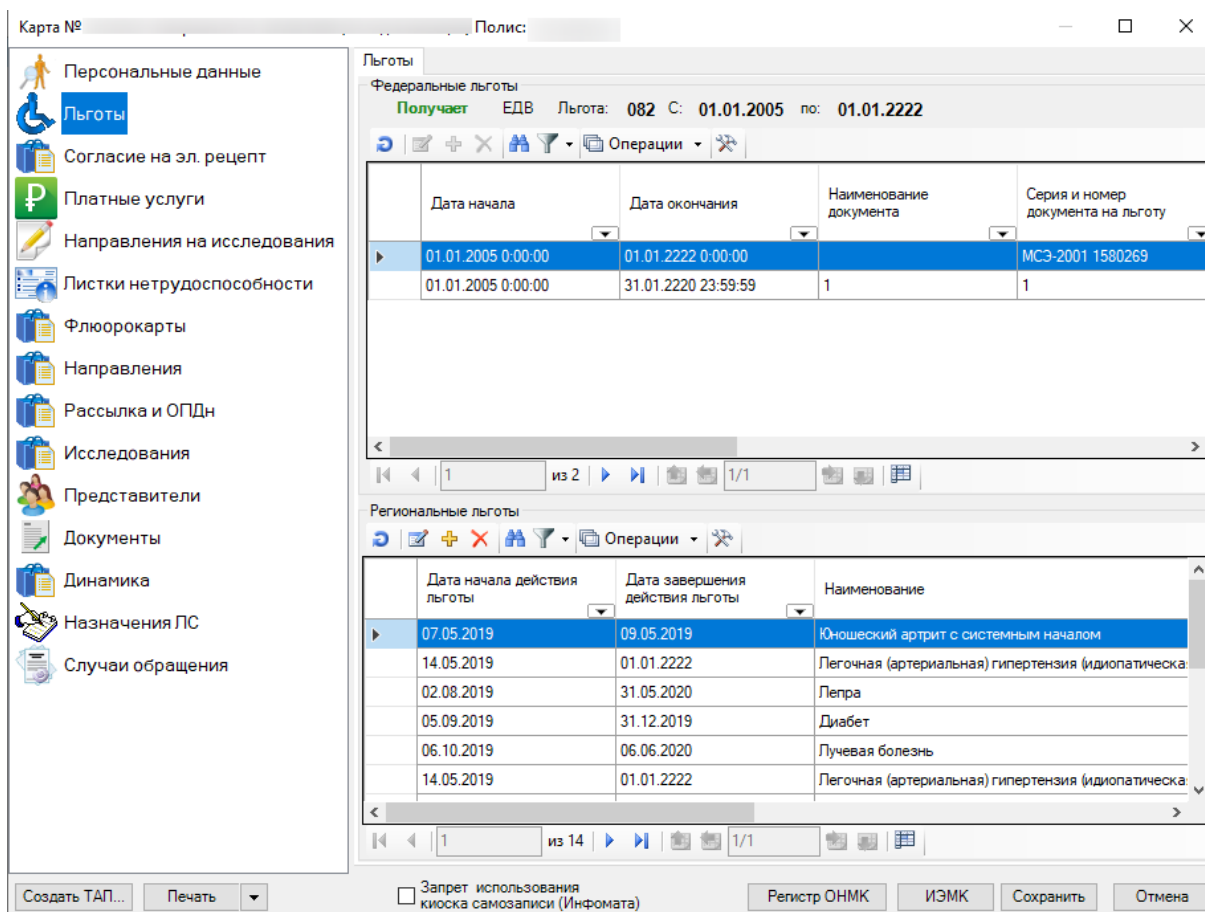 Карта №
Полис:
Персональные данные
Льготы
Согласие на эл. рецепт
Платные услуги
Направления на исследования
Листки нетрудоспособности
Флюорокарты
Направления
Рассылка и ОПДн
Исследования
Представители
Документы
Динамика
Назначения ЛС
Случаи обращения
Льготы
Федеральные льготы
Получает ЕДВ Льгота: 082 С: 01.01.2005 по: 01.01.2222
Операции
Дата начала Дата окончания Наименование документа Серия и номер документа на льготу
01.01.2005 0:00:00 01.01.2222 0:00:00 МСЭ-2001 1580269
01.01.2005 0:00:00 31.01.2220 23:59:59 1 1
1 из 2 1/1
Региональные льготы
Операции
Дата начала действия льготы Дата завершения действия льготы Наименование
07.05.2019 09.05.2019 Юношеский артрит с системным началом
14.05.2019 01.01.2222 Легочная (артериальная) гипертензия (идиопатическа
02.08.2019 31.05.2020 Лепра
05.09.2019 31.12.2019 Диабет
06.10.2019 06.06.2020 Лучевая болезнь
14.05.2019 01.01.2222 Легочная (артериальная) гипертензия (идиопатическа
1 из 14 1/1
Создать ТАП... Печать
Запрет использования
киоска самозаписи (Инфомата)
Регистр ОНМК ИЭМК Сохранить Отмена